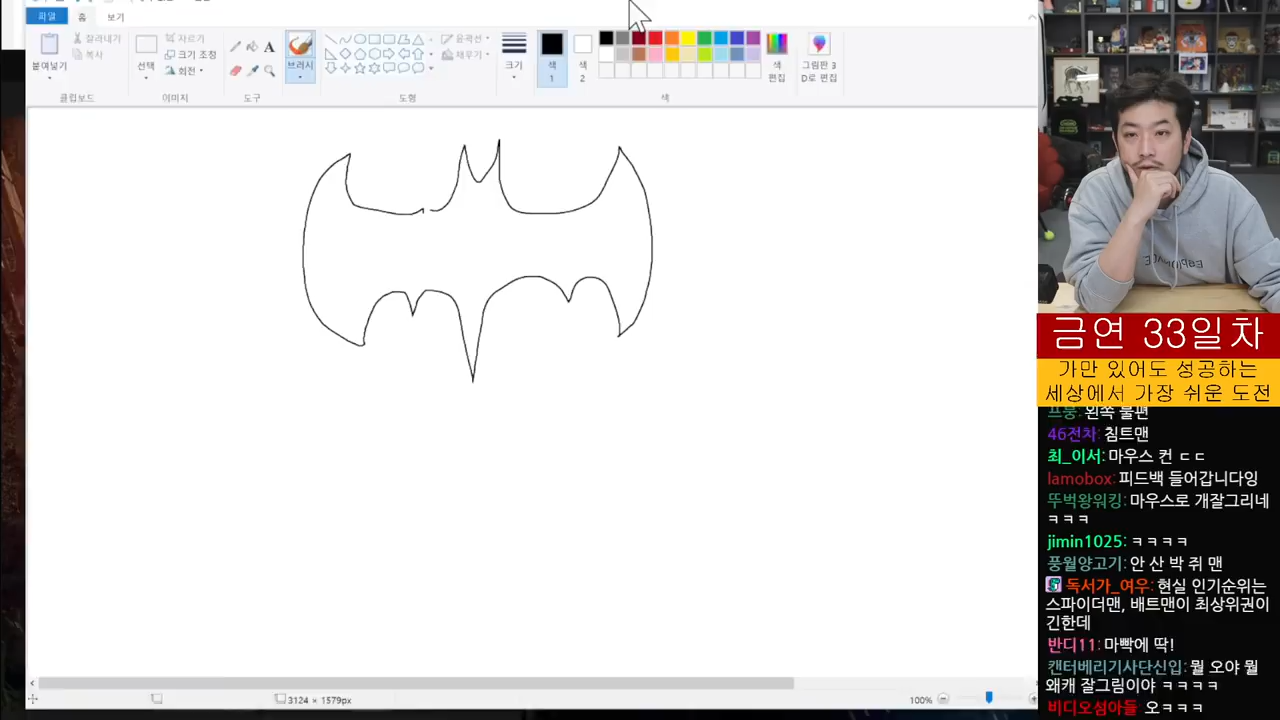 파일
홈
보기
붙여넣기
잘라내기
복사
클립보드
선택
자르기
크기 조정
회전
이미지
A
도구
브러시
윤곽선
채우기
도형
크기
색
1
색
2
색
편집
색
그림판 3
D로 편집
금연 33일차
가만 있어도 성공하는
세상에서 가장 쉬운 도전
프룽: 왼쪽 불편
46전차: 침트맨
최_이서: 마우스 컨 ㄷㄷ
lamobox: 피드백 들어갑니다잉
뚜벅왕워킹: 마우스로 개잘그리네
ㅋㅋㅋ
jimin1025: ㅋㅋㅋㅋ
풍월양고기: 안 산 박 쥐 맨
독서가_여우: 현실 인기순위는
스파이더맨, 배트맨이 최상위권이
긴한데
반디11: 마빡에 딱!
캔터베리기사단신입: 뭘 오야 뭘
왜캐 잘그림이야 ㅋㅋㅋㅋ
비디오섬아들: 오ㅋㅋㅋ
3124 × 1579px
100%